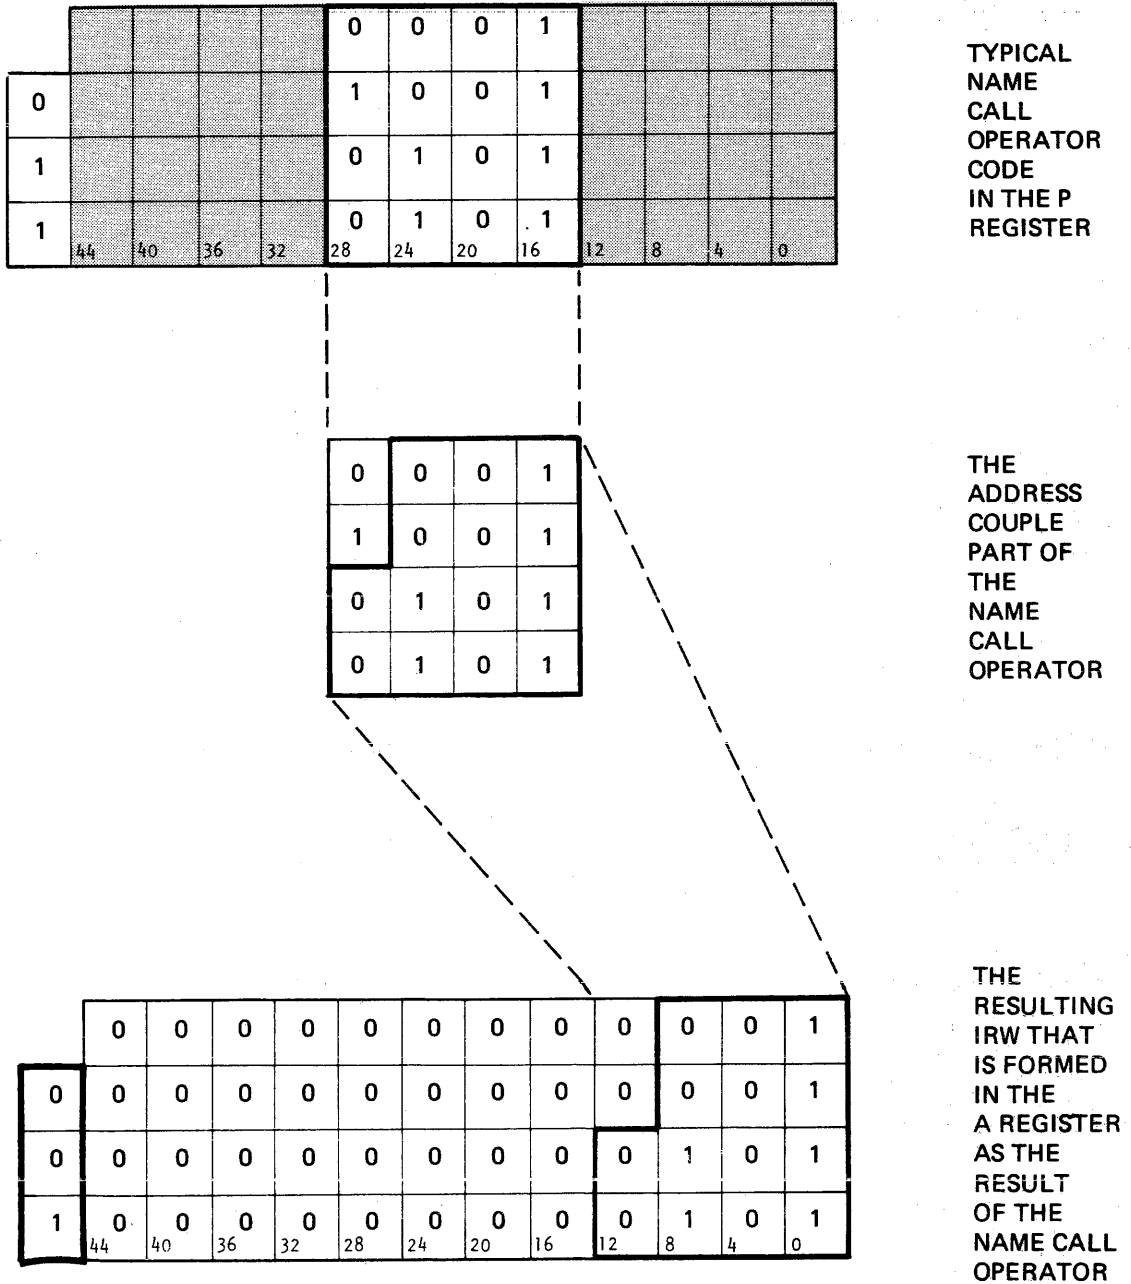 0 0 0 1
0 1 0 0 1
1 0 1 0 1
1 0 1 0 1
44 40 36 32 28 24 20 16 12 8 4 0
TYPICAL
NAME
CALL
OPERATOR
CODE
IN THE P
REGISTER
0 0 0 1
1 0 0 1
0 1 0 1
0 1 0 1
THE
ADDRESS
COUPLE
PART OF
THE
NAME
CALL
OPERATOR
0 0 0 0 0 0 0 0 0 0 0 1
0 0 0 0 0 0 0 0 0 0 0 0 1
0 0 0 0 0 0 0 0 0 0 1 0 1
1 0 0 0 0 0 0 0 0 0 1 0 1
44 40 36 32 28 24 20 16 12 8 4 0
THE
RESULTING
IRW THAT
IS FORMED
IN THE
A REGISTER
AS THE
RESULT
OF THE
NAME CALL
OPERATOR